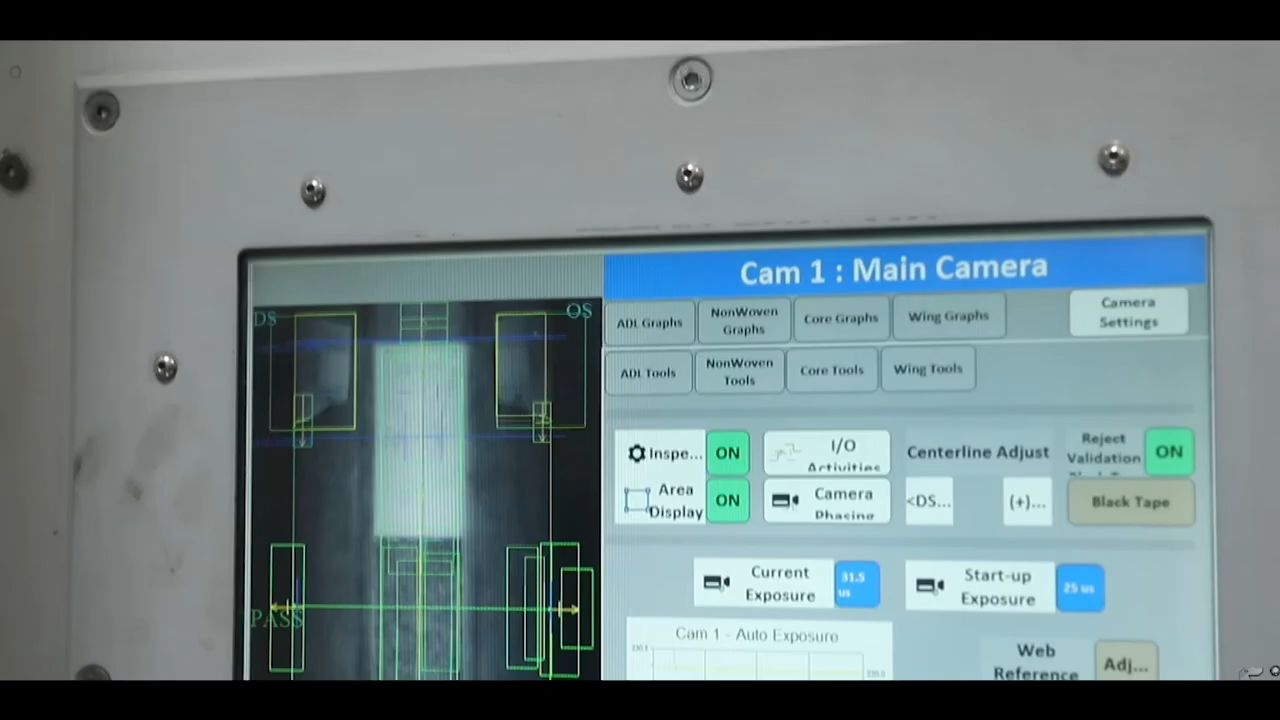 Cam 1 : Main Camera
DS
OS
PASS
ADL Graphs
NonWoven
Graphs
Core Graphs
Wing Graphs
Camera
Settings
ADL Tools
NonWoven
Tools
Core Tools
Wing Tools
Inspe...
ON
I/O
Activities
Centerline Adjust
Reject
Validation
ON
Area
Display
ON
Camera
Phasing
<DS...
(+)...
Black Tape
Current
Exposure
31.5
us
Start-up
Exposure
25 us
Cam 1 - Auto Exposure
Web
Reference
Adj...